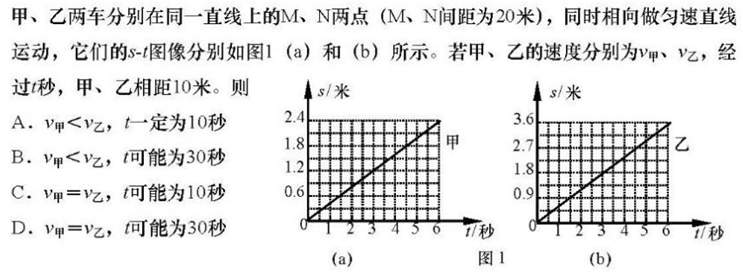 甲、乙两车分别在同一直线上的M、N两点（M、N间距为20米），同时相向做匀速直线
运动，它们的s-t图像分别如图1（a）和（b）所示。若甲、乙的速度分别为v甲、v乙，经
过t秒，甲、乙相距10米。则
A．v甲＜v乙，t一定为10秒
B．v甲＜v乙，t可能为30秒
C．v甲＝v乙，t可能为10秒
D．v甲＝v乙，t可能为30秒
s/米
2.4
1.8
1.2
0.6
0 1 2 3 4 5 6 t/秒
甲
(a)
s/米
3.6
2.7
1.8
0.9
0 1 2 3 4 5 6 t/秒
乙
(b)
图1